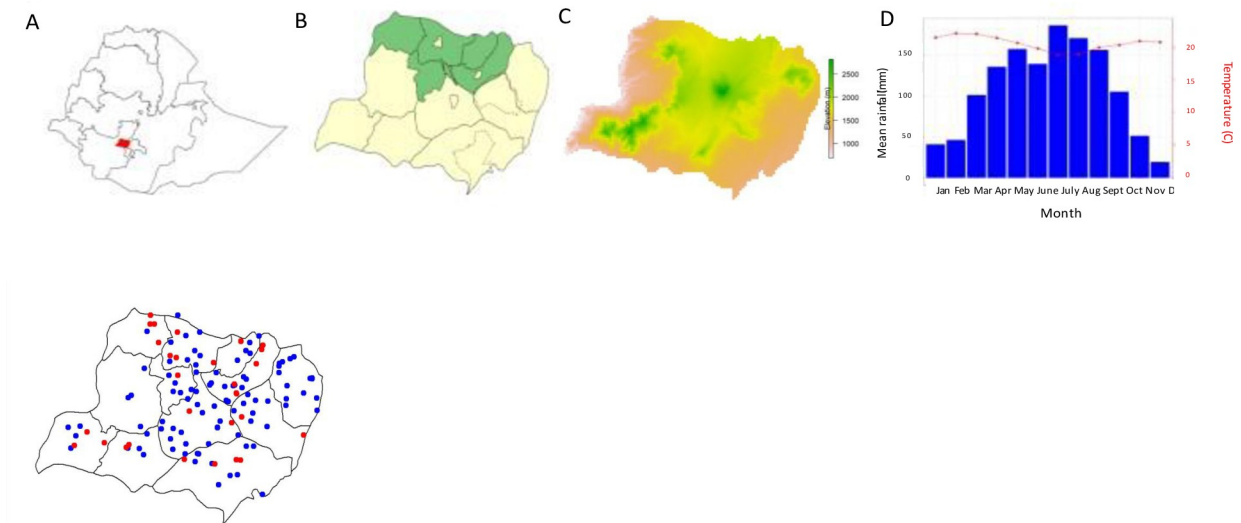 A
B
C
Elevation (m)
2500
2000
1500
1000
D
Mean rainfal(mm)
150
100
50
0
20
15
10
5
0
Temperature (C)
Jan Feb Mar Apr May June July Aug Sept Oct Nov D
Month